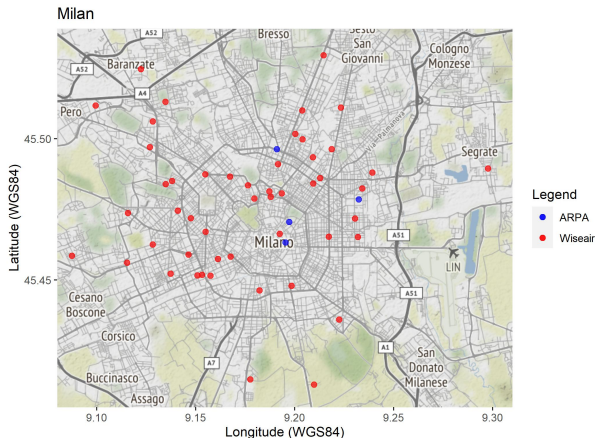 Milan
A52
Bresso
Sesto
San
Giovanni
Cologno
Monzese
A52
Baranzate
A4
Pero
Via Palmanova
Segrate
45.50
Latitude (WGS84)
Legend
ARPA
Wiseair
Milano
A51
LIN
45.45
A51
Cesano
Boscone
Corsico
A1
A7
San
Donato
Milanese
Buccinasco
Assago
9.10
9.15
9.20
9.25
9.30
Longitude (WGS84)